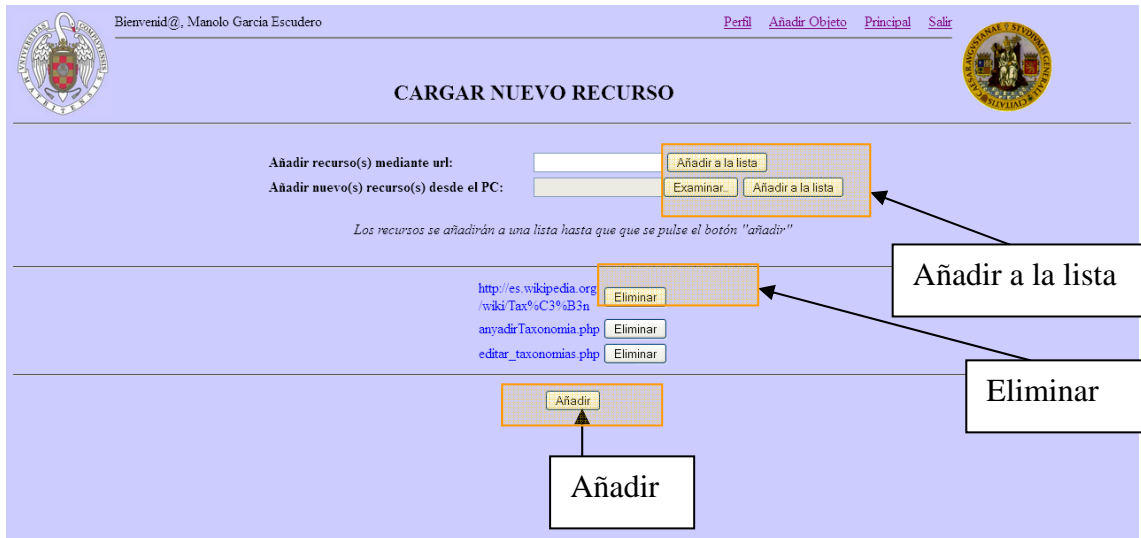 Bienvenid@, Manolo Garcia Escudero
Perfil Añadir Objeto Principal Salir
CARGAR NUEVO RECURSO
Añadir recurso(s) mediante url: Añadir a la lista
Añadir nuevo(s) recurso(s) desde el PC: Examinar... Añadir a la lista
Los recursos se añadirán a una lista hasta que que se pulse el botón "añadir"
Añadir a la lista
http://es.wikipedia.org
/wiki/Tax%C3%B3n Eliminar
anyadirTaxonomia.php Eliminar
editar_taxonomias.php Eliminar
Eliminar
Añadir
Añadir